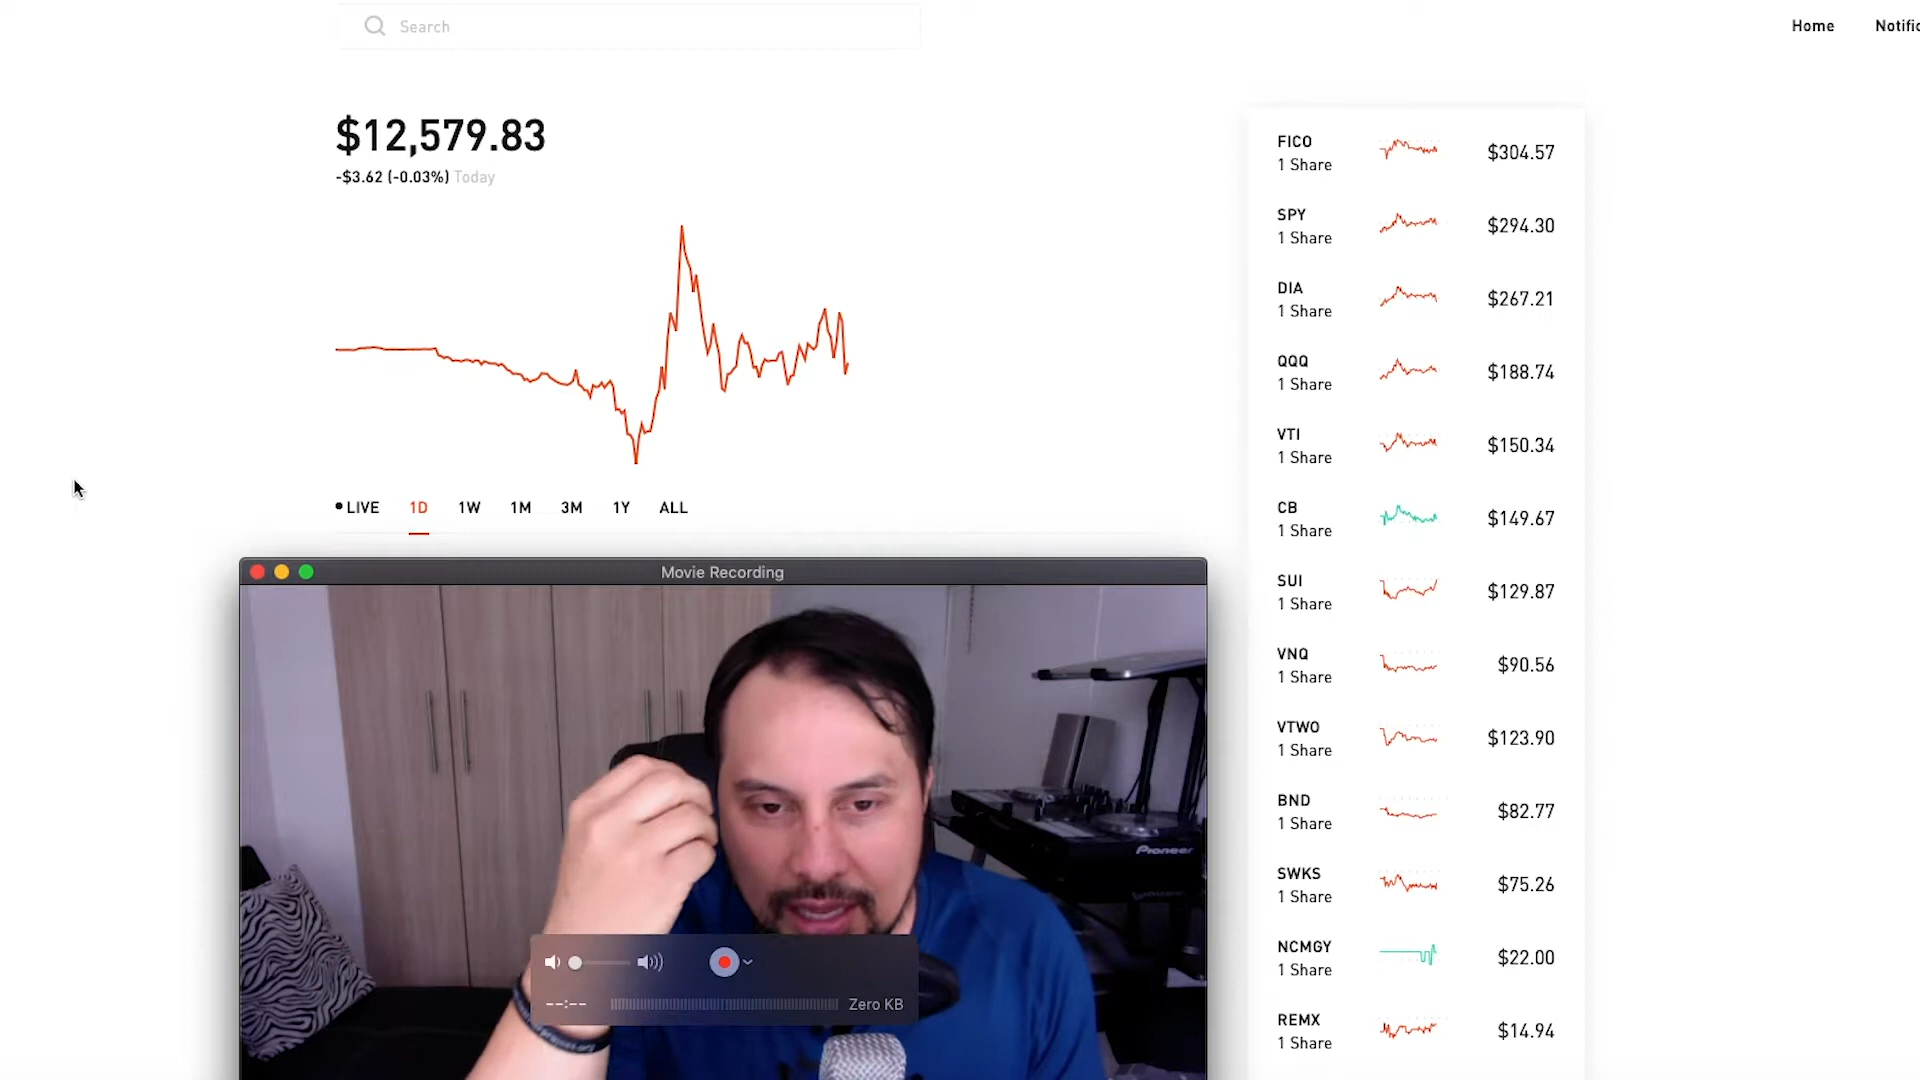 Search
Home
Notific
$12,579.83
-$3.62 (-0.03%) Today
LIVE 1D 1W 1M 3M 1Y ALL
FICO
1 Share
$304.57
SPY
1 Share
$294.30
DIA
1 Share
$267.21
QQQ
1 Share
$188.74
VTI
1 Share
$150.34
CB
1 Share
$149.67
SUI
1 Share
$129.87
VNQ
1 Share
$90.56
VTWO
1 Share
$123.90
BND
1 Share
$82.77
SWKS
1 Share
$75.26
NCMGY
1 Share
$22.00
REMX
1 Share
$14.94
Movie Recording
Pioneer
--:--
Zero KB